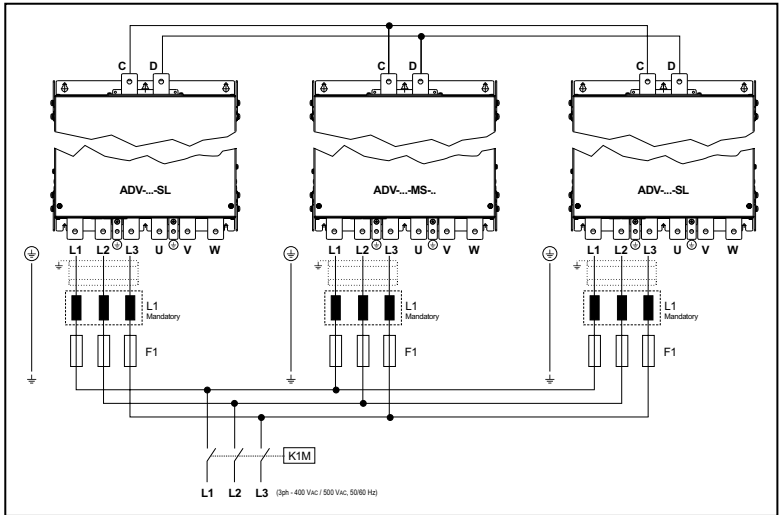 C D C D C D
ADV-...-SL ADV-...-MS-.. ADV-...-SL
L1 L2 L3 U V W L1 L2 L3 U V W L1 L2 L3 U V W
L1 L1 L1
Mandatory Mandatory Mandatory
F1 F1 F1
K1M
L1 L2 L3 (3ph - 400 VAC / 500 VAC, 50/60 Hz)